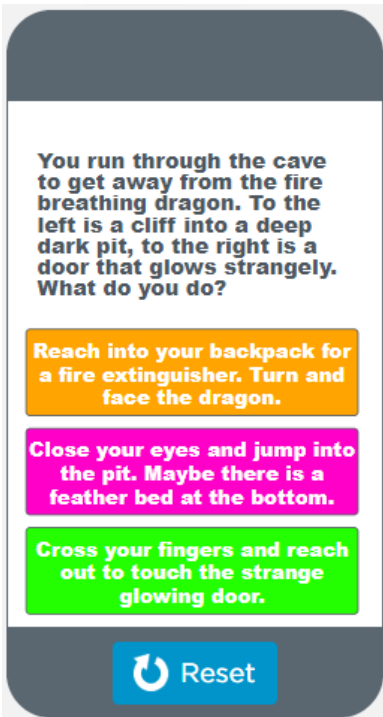 You run through the cave
to get away from the fire
breathing dragon. To the
left is a cliff into a deep
dark pit, to the right is a
door that glows strangely.
What do you do?
Reach into your backpack for
a fire extinguisher. Turn and
face the dragon.
Close your eyes and jump into
the pit. Maybe there is a
feather bed at the bottom.
Cross your fingers and reach
out to touch the strange
glowing door.
Reset